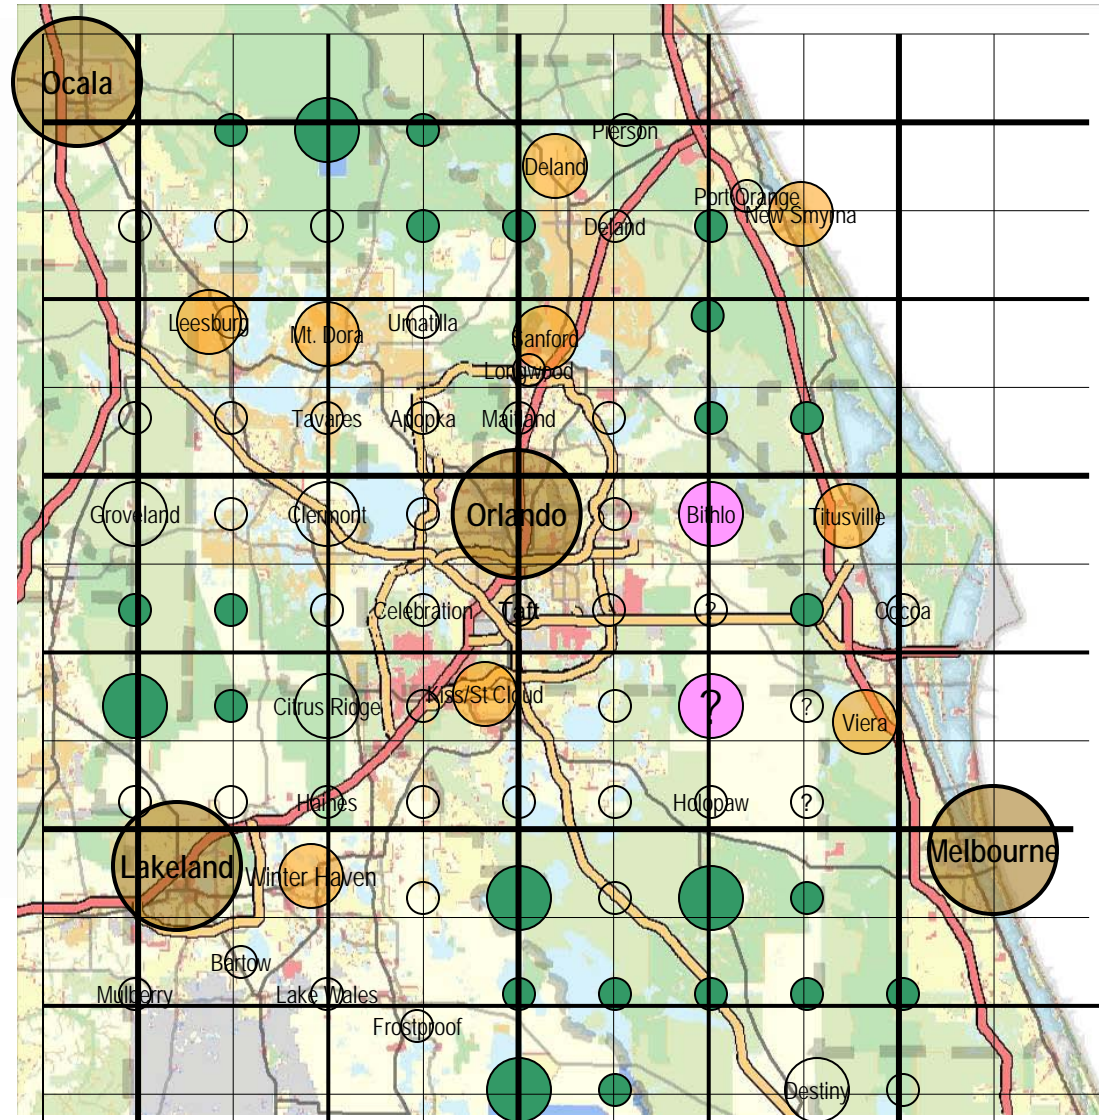 Ocala
Pierson
Deland
Port Orange
New Smyrna
Deland
Leesburg
Mt. Dora
Umatilla
Sanford
Longwood
Tavares
Apopka
Maitland
Groveland
Clermont
Orlando
Bithlo
Titusville
Celebration
Taft
?
Cocoa
Citrus Ridge
Kiss/St Cloud
?
?
Viera
Haines
Holopaw
?
Lakeland
Winter Haven
Melbourne
Bartow
Mulberry
Lake Wales
Frostproof
Destiny